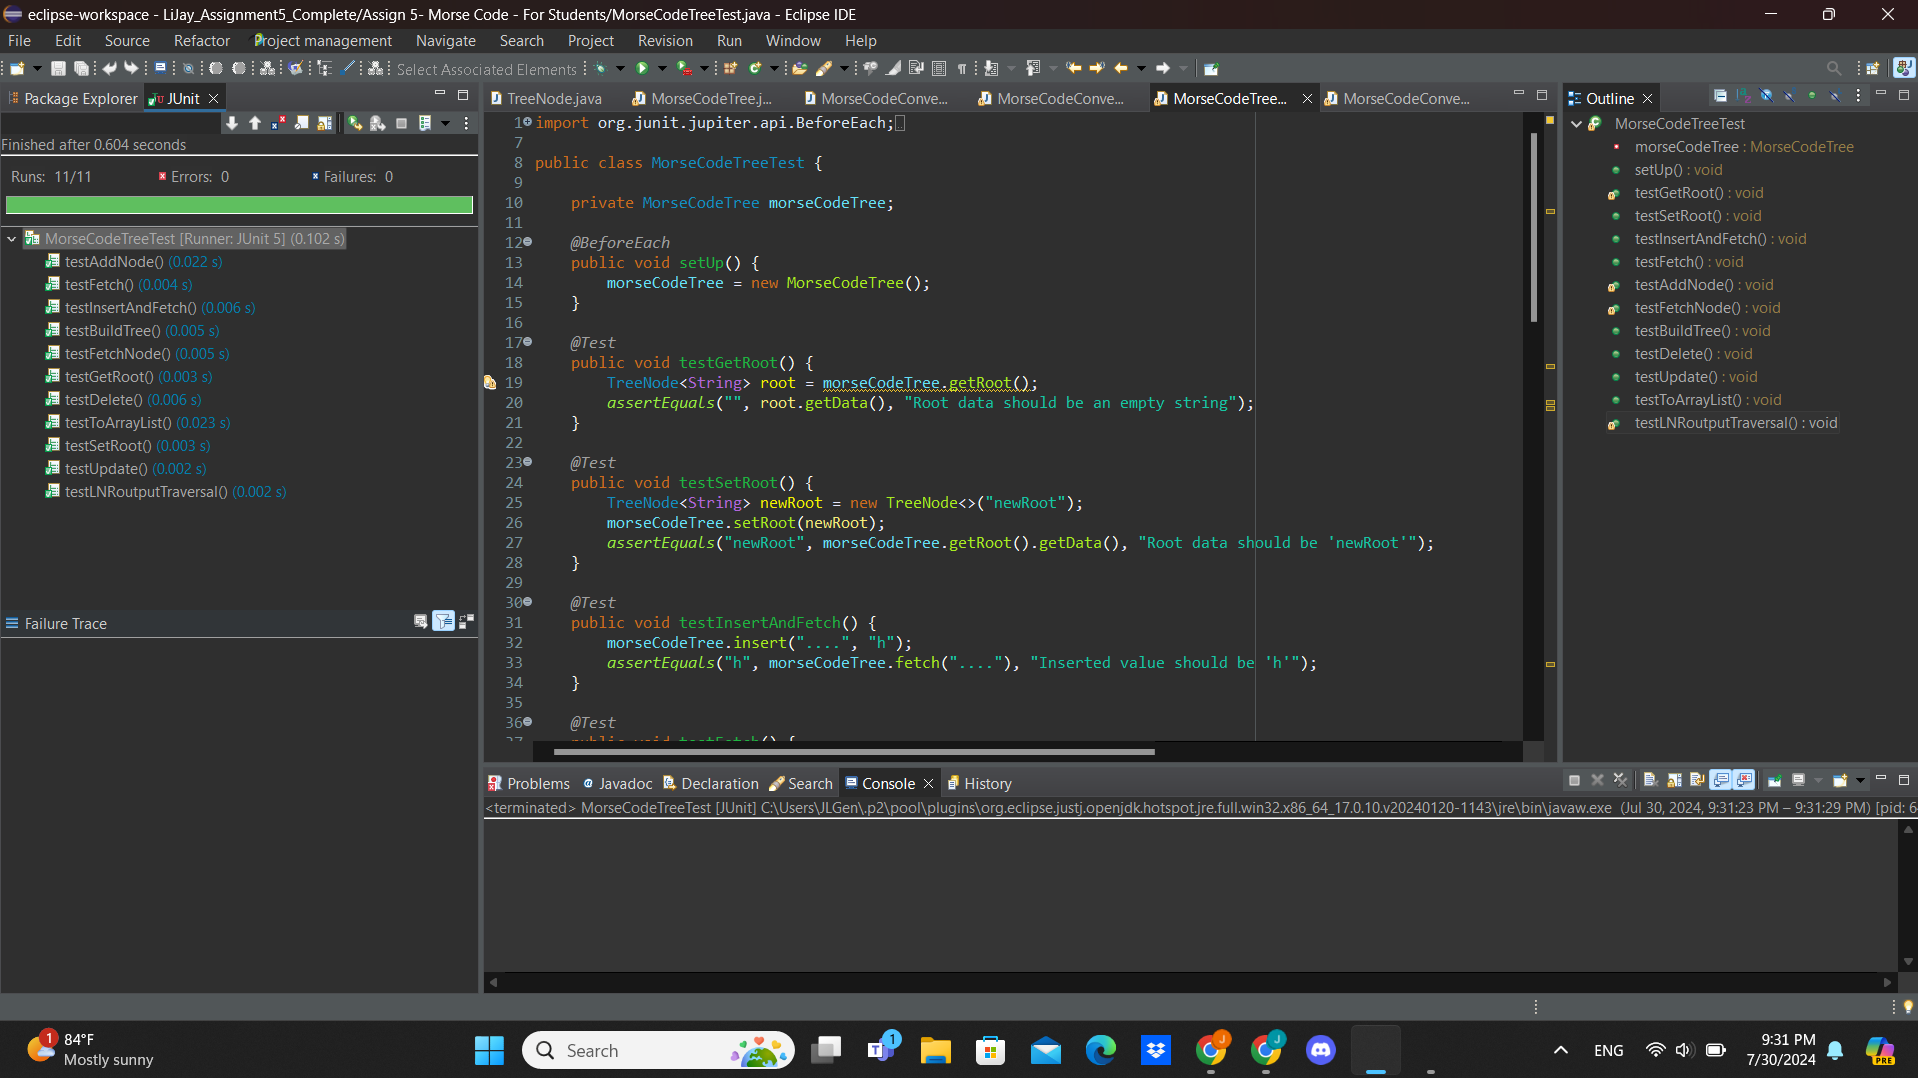 eclipse-workspace - LiJay_Assignment5_Complete/Assign 5- Morse Code - For Students/MorseCodeTreeTest.java - Eclipse IDE
File Edit Source Refactor Project management Navigate Search Project Revision Run Window Help
Select Associated Elements
Package Explorer JUnit
Finished after 0.604 seconds
Runs: 11/11 Errors: 0 Failures: 0
MorseCodeTreeTest [Runner: JUnit 5] (0.102 s)
testAddNode() (0.022 s)
testFetch() (0.004 s)
testInsertAndFetch() (0.006 s)
testBuildTree() (0.005 s)
testFetchNode() (0.005 s)
testGetRoot() (0.003 s)
testDelete() (0.006 s)
testToArrayList() (0.023 s)
testSetRoot() (0.003 s)
testUpdate() (0.002 s)
testLNRoutputTraversal() (0.002 s)
Failure Trace
TreeNode.java MorseCodeTree.j... MorseCodeConve... MorseCodeConve... MorseCodeTree... MorseCodeConve...
1 import org.junit.jupiter.api.BeforeEach;
7
8 public class MorseCodeTreeTest {
9
10 private MorseCodeTree morseCodeTree;
11
12 @BeforeEach
13 public void setUp() {
14 morseCodeTree = new MorseCodeTree();
15 }
16
17 @Test
18 public void testGetRoot() {
19 TreeNode<String> root = morseCodeTree.getRoot();
20 assertEquals("", root.getData(), "Root data should be an empty string");
21 }
22
23 @Test
24 public void testSetRoot() {
25 TreeNode<String> newRoot = new TreeNode<>("newRoot");
26 morseCodeTree.setRoot(newRoot);
27 assertEquals("newRoot", morseCodeTree.getRoot().getData(), "Root data should be 'newRoot'");
28 }
29
30 @Test
31 public void testInsertAndFetch() {
32 morseCodeTree.insert("....", "h");
33 assertEquals("h", morseCodeTree.fetch("...."), "Inserted value should be 'h'");
34 }
35
36 @Test
37 public void testFetch() {
Outline
MorseCodeTreeTest
morseCodeTree : MorseCodeTree
setUp() : void
testGetRoot() : void
testSetRoot() : void
testInsertAndFetch() : void
testFetch() : void
testAddNode() : void
testFetchNode() : void
testBuildTree() : void
testDelete() : void
testUpdate() : void
testToArrayList() : void
testLNRoutputTraversal() : void
Problems Javadoc Declaration Search Console History
<terminated> MorseCodeTreeTest [JUnit] C:\Users\JLGen\.p2\pool\plugins\org.eclipse.justj.openjdk.hotspot.jre.full.win32.x86_64_17.0.10.v20240120-1143\jre\bin\javaw.exe (Jul 30, 2024, 9:31:23 PM – 9:31:29 PM) [pid: 6
1 84°F
Mostly sunny
Search
1
J
J
ENG
9:31 PM
7/30/2024
PRE